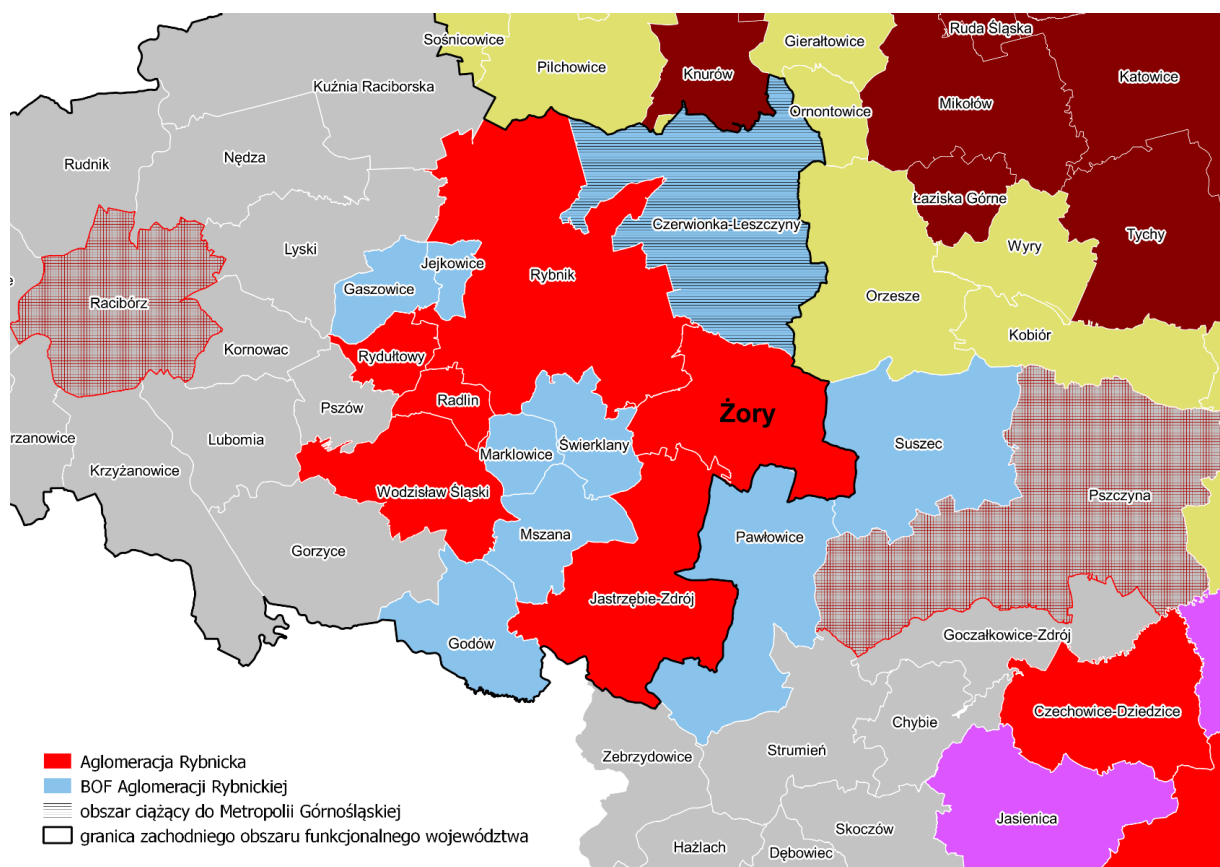 Sośnicowice
Pilchowice
Knurów
Gierałtowice
Ruda Śląska
Katowice
Kuźnia Raciborska
Mikołów
Ornontowice
Rudnik
Nędza
Łaziska Górne
Czerwionka-Leszczyny
Tychy
Lyski
Jejkowice
Wyry
Rybnik
Gaszowice
Racibórz
Orzesze
Kornowac
Rydułtowy
Kobiór
Radlin
Pszów
Żory
rzanowice
Lubomia
Świerklany
Suszec
Marklowice
Krzyżanowice
Wodzisław Śląski
Pszczyna
Mszana
Pawłowice
Gorzyce
Jastrzębie-Zdrój
Goczałkowice-Zdrój
Godów
Czechowice-Dziedzice
Chybie
Strumień
Zebrzydowice
Jasienica
Skoczów
Hażlach
Dębowiec
Aglomeracja Rybnicka
BOF Aglomeracji Rybnickiej
obszar ciążący do Metropolii Górnośląskiej
granica zachodniego obszaru funkcjonalnego województwa